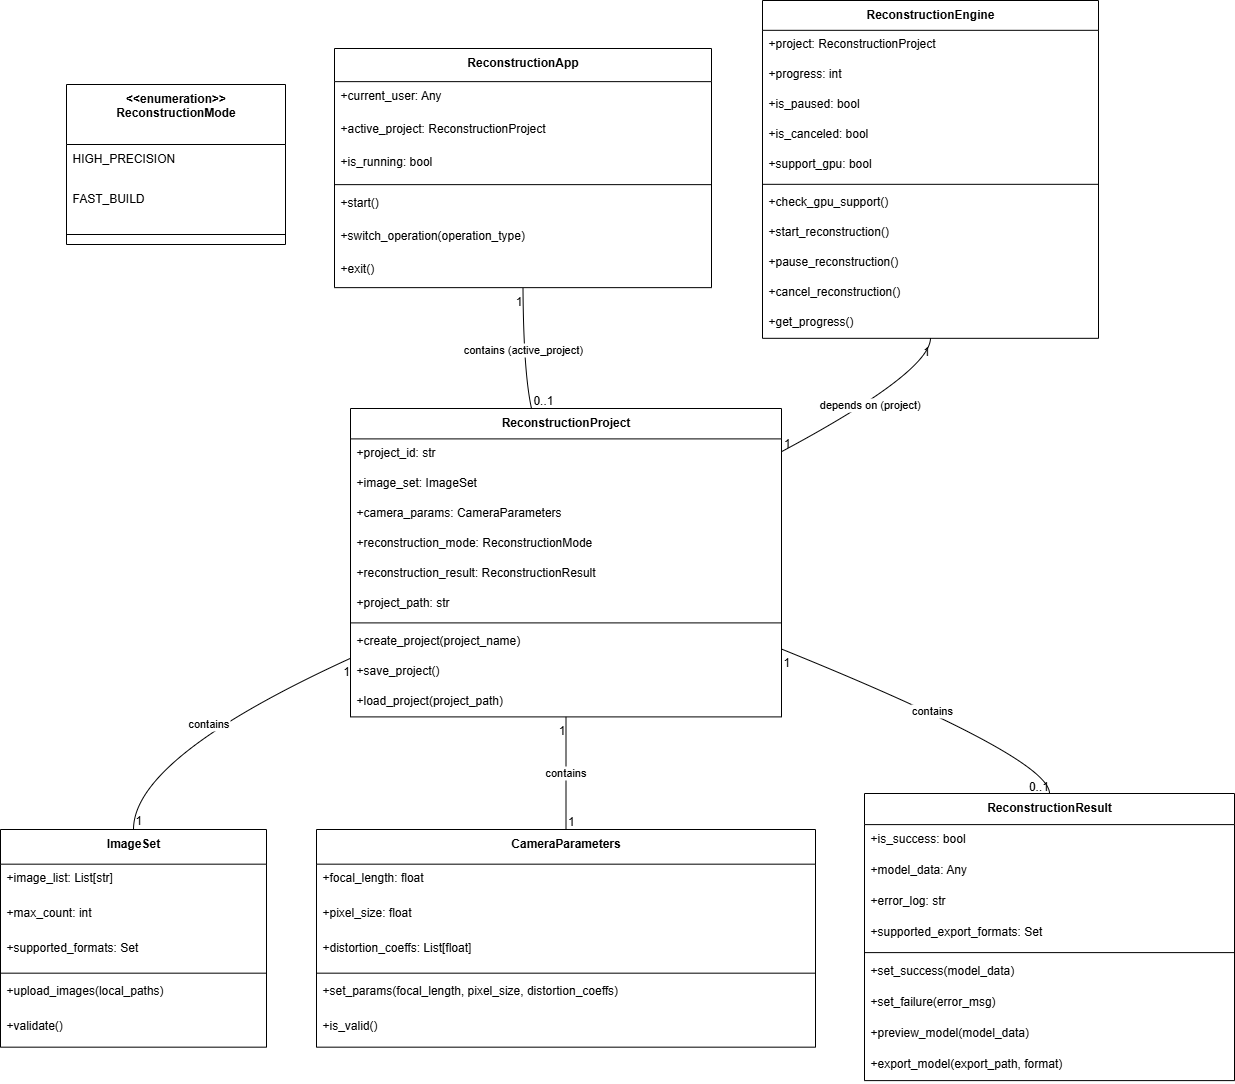 <<enumeration>>
ReconstructionMode
HIGH_PRECISION
FAST_BUILD
ReconstructionApp
+current_user: Any
+active_project: ReconstructionProject
+is_running: bool
+start()
+switch_operation(operation_type)
+exit()
ReconstructionEngine
+project: ReconstructionProject
+progress: int
+is_paused: bool
+is_canceled: bool
+support_gpu: bool
+check_gpu_support()
+start_reconstruction()
+pause_reconstruction()
+cancel_reconstruction()
+get_progress()
1
contains (active_project)
0..1
1
depends on (project)
1
ReconstructionProject
+project_id: str
+image_set: ImageSet
+camera_params: CameraParameters
+reconstruction_mode: ReconstructionMode
+reconstruction_result: ReconstructionResult
+project_path: str
+create_project(project_name)
+save_project()
+load_project(project_path)
1
contains
1
1
contains
1
1
contains
0..1
ImageSet
+image_list: List[str]
+max_count: int
+supported_formats: Set
+upload_images(local_paths)
+validate()
CameraParameters
+focal_length: float
+pixel_size: float
+distortion_coeffs: List[float]
+set_params(focal_length, pixel_size, distortion_coeffs)
+is_valid()
ReconstructionResult
+is_success: bool
+model_data: Any
+error_log: str
+supported_export_formats: Set
+set_success(model_data)
+set_failure(error_msg)
+preview_model(model_data)
+export_model(export_path, format)